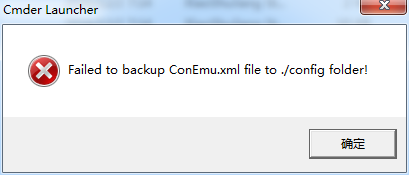 Cmder Launcher
Failed to backup ConEmu.xml file to ./config folder!
确定